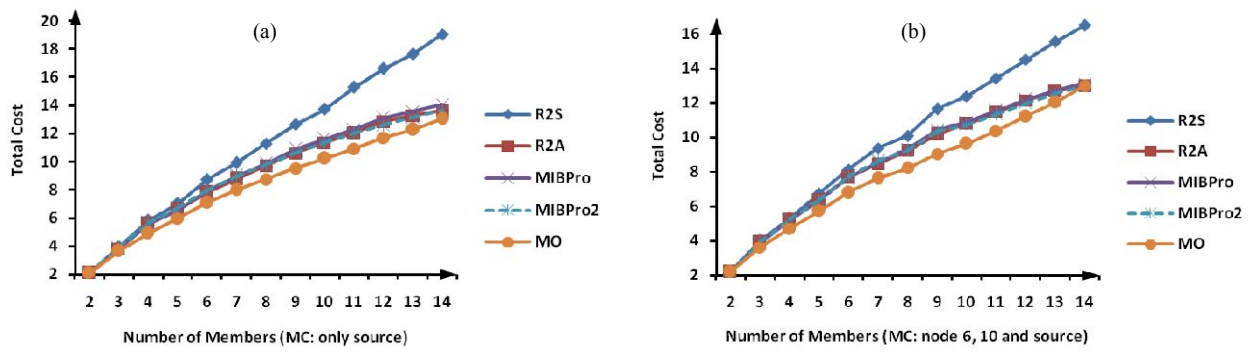 (a)
Total Cost
20
18
16
14
12
10
8
6
4
2
2 3 4 5 6 7 8 9 10 11 12 13 14
Number of Members (MC: only source)
R2S
R2A
MIBPro
MIBPro2
MO
(b)
Total Cost
16
14
12
10
8
6
4
2
2 3 4 5 6 7 8 9 10 11 12 13 14
Number of Members (MC: node 6, 10 and source)
R2S
R2A
MIBPro
MIBPro2
MO